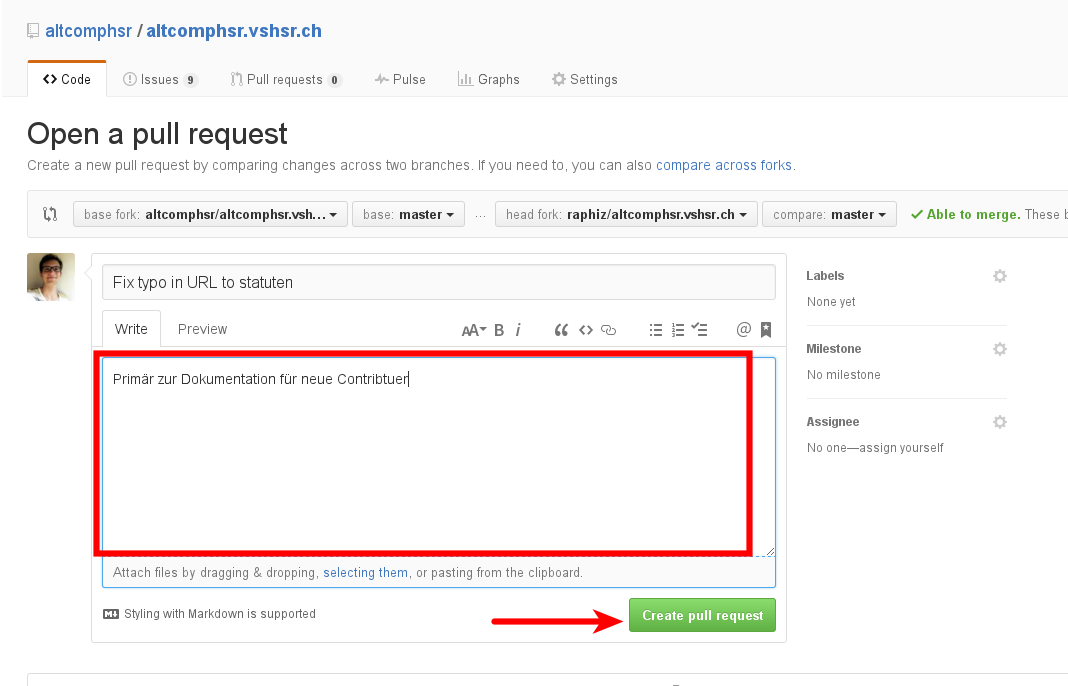 altcomphsr / altcomphsr.vshsr.ch
Code Issues 9 Pull requests 0 Pulse Graphs Settings
Open a pull request
Create a new pull request by comparing changes across two branches. If you need to, you can also compare across forks.
base fork: altcomphsr/altcomphsr.vsh... base: master ... head fork: raphiz/altcomphsr.vshsr.ch compare: master Able to merge. These
Fix typo in URL to statuten
Write Preview AA B i
Primär zur Dokumentation für neue Contribtuer
Attach files by dragging & dropping, selecting them, or pasting from the clipboard.
Styling with Markdown is supported
Create pull request
Labels
None yet
Milestone
No milestone
Assignee
No one—assign yourself